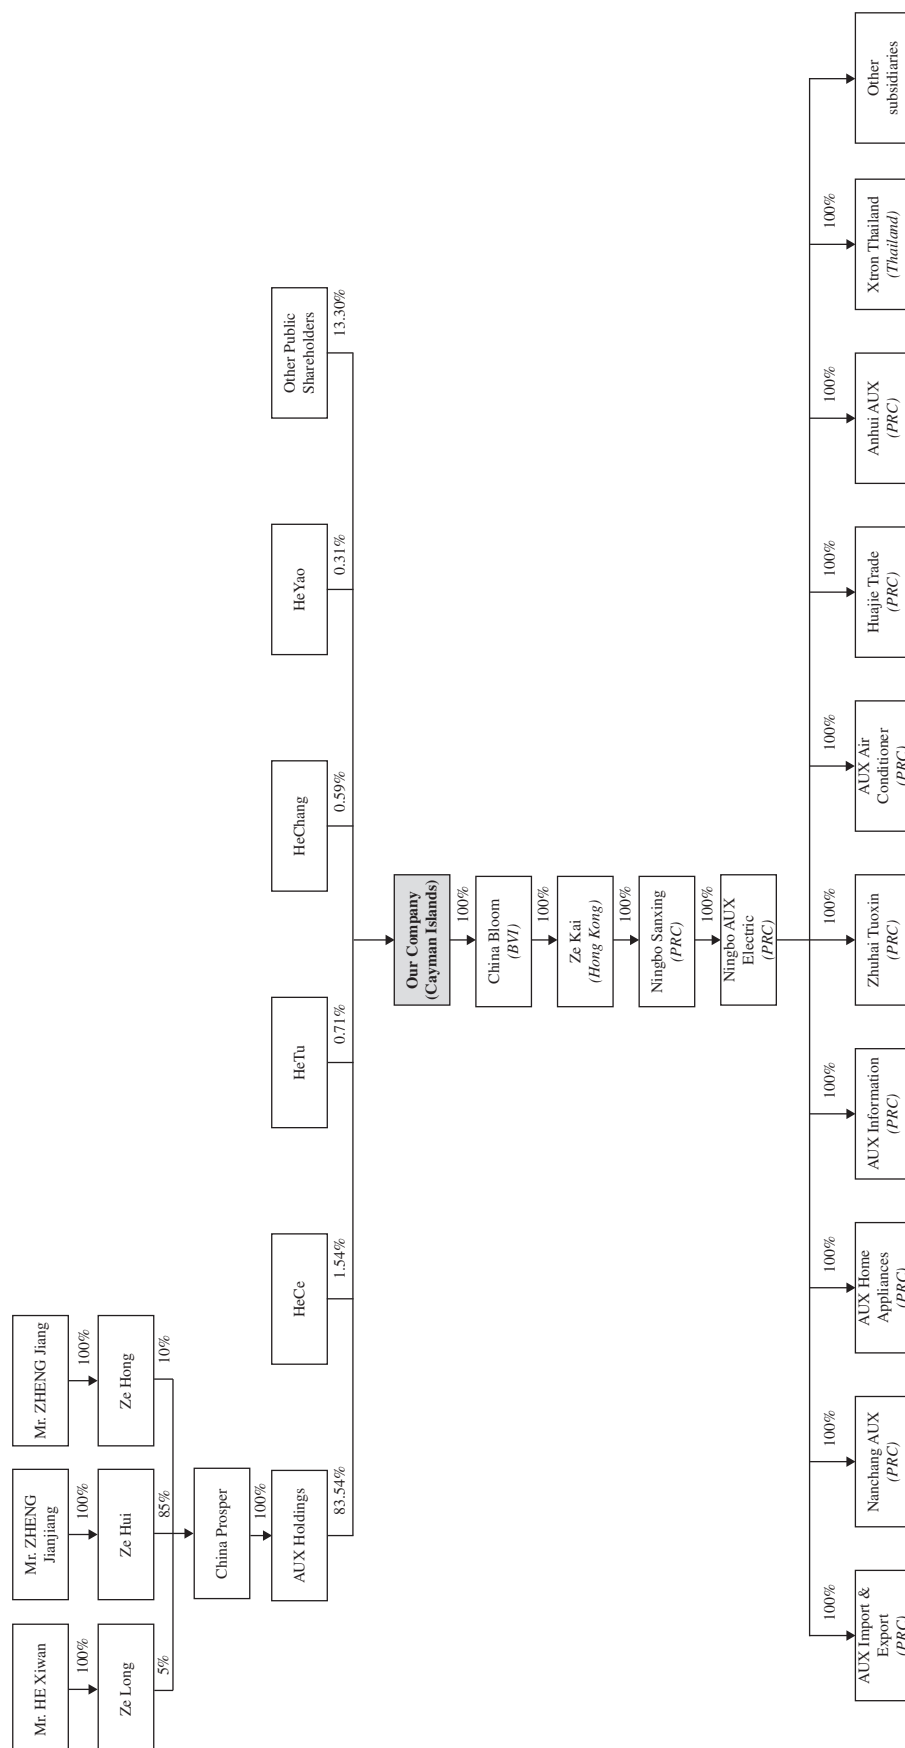 Mr. HE Xiwan
Mr. ZHENG
Jianjiang
Mr. ZHENG Jiang
100%
100%
100%
Ze Long
Ze Hui
Ze Hong
5%
85%
10%
China Prosper
100%
AUX Holdings
HeCe
HeTu
HeChang
HeYao
Other Public
Shareholders
83.54%
1.54%
0.71%
0.59%
0.31%
13.30%
Our Company
(Cayman Islands)
100%
China Bloom
(BVI)
100%
Ze Kai
(Hong Kong)
100%
Ningbo Sanxing
(PRC)
100%
Ningbo AUX
Electric
(PRC)
100%
100%
100%
100%
100%
100%
100%
100%
100%
AUX Import &
Export
(PRC)
Nanchang AUX
(PRC)
AUX Home
Appliances
(PRC)
AUX Information
(PRC)
Zhuhai Tuoxin
(PRC)
AUX Air
Conditioner
(PRC)
Huajie Trade
(PRC)
Anhui AUX
(PRC)
Xtron Thailand
(Thailand)
Other
subsidiaries